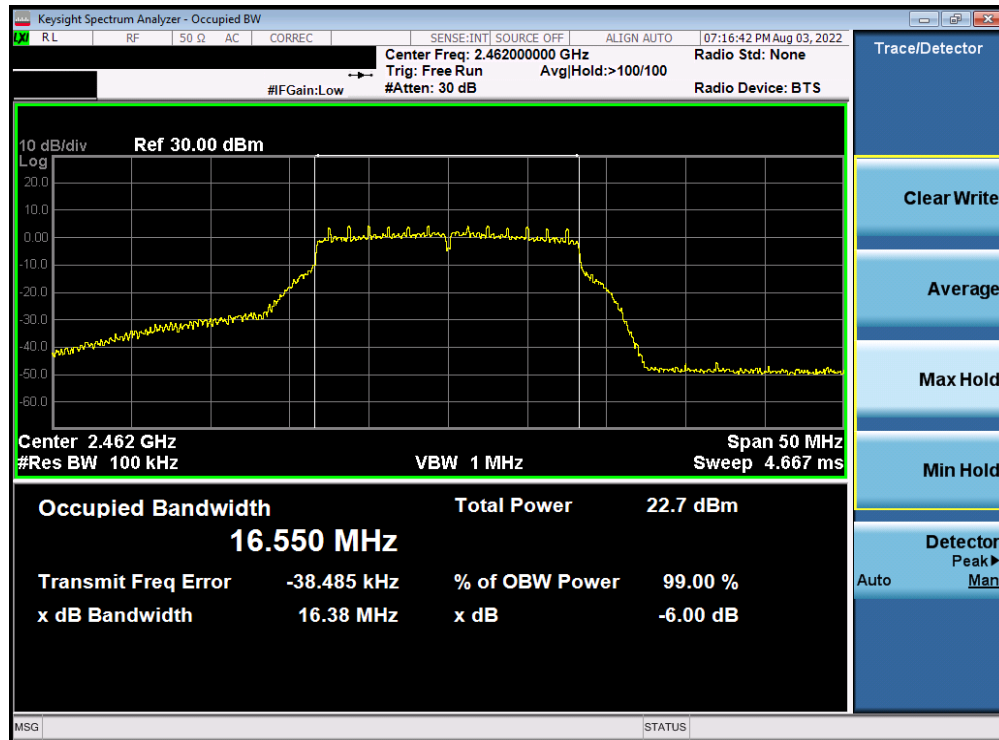 Keysight Spectrum Analyzer - Occupied BW
LXI RL RF 50 Ω AC CORREC SENSE:INT SOURCE OFF ALIGN AUTO 07:16:42 PM Aug 03, 2022
Center Freq: 2.462000000 GHz Radio Std: None
Trig: Free Run Avg|Hold:>100/100
#IFGain:Low #Atten: 30 dB Radio Device: BTS
Trace/Detector
10 dB/div Ref 30.00 dBm
Log
20.0
10.0
0.00
-10.0
-20.0
-30.0
-40.0
-50.0
-60.0
Center 2.462 GHz Span 50 MHz
#Res BW 100 kHz VBW 1 MHz Sweep 4.667 ms
Occupied Bandwidth Total Power 22.7 dBm
16.550 MHz
Transmit Freq Error -38.485 kHz % of OBW Power 99.00 %
x dB Bandwidth 16.38 MHz x dB -6.00 dB
Clear Write
Average
Max Hold
Min Hold
Detector
Peak▶
Auto Man
MSG STATUS